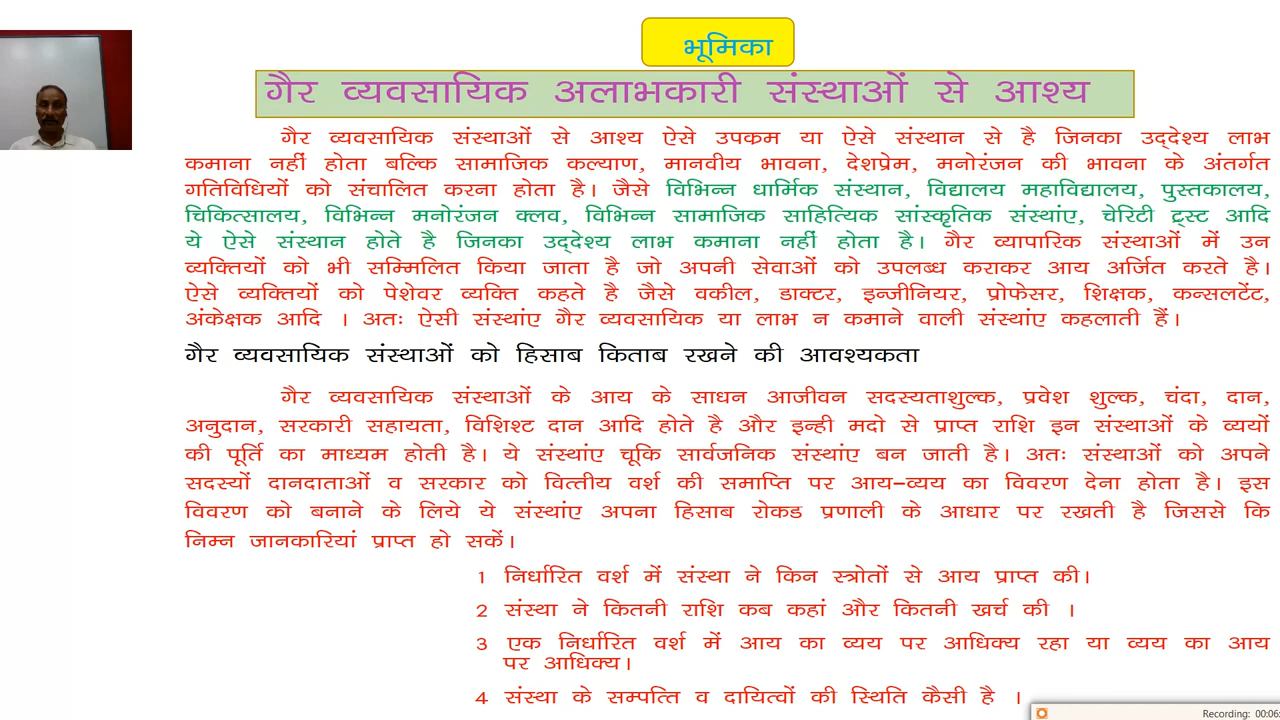 भूमिका
गैर व्यवसायिक अलाभकारी संस्थाओं से आश्य
गैर व्यवसायिक संस्थाओं से आश्य ऐसे उपकम या ऐसे संस्थान से है जिनका उद्देश्य लाभ
कमाना नहीं होता बल्कि सामाजिक कल्याण, मानवीय भावना, देशप्रेम, मनोरंजन की भावना के अंतर्गत
गतिविधियों को संचालित करना होता है। जैसे विभिन्न धार्मिक संस्थान, विद्यालय महाविद्यालय, पुस्तकालय,
चिकित्सालय, विभिन्न मनोरंजन क्लव, विभिन्न सामाजिक साहित्यिक सांस्कृतिक संस्थांए, चेरिटी ट्रस्ट आदि
ये ऐसे संस्थान होते है जिनका उद्देश्य लाभ कमाना नहीं होता है। गैर व्यापारिक संस्थाओं में उन
व्यक्तियों को भी सम्मिलित किया जाता है जो अपनी सेवाओं को उपलब्ध कराकर आय अर्जित करते है।
ऐसे व्यक्तियों को पेशेवर व्यक्ति कहते है जैसे वकील, डाक्टर, इन्जीनियर, प्रोफेसर, शिक्षक, कन्सलटेंट,
अंकेक्षक आदि । अतः ऐसी संस्थांए गैर व्यवसायिक या लाभ न कमाने वाली संस्थांए कहलाती हैं।
गैर व्यवसायिक संस्थाओं को हिसाब किताब रखने की आवश्यकता
गैर व्यवसायिक संस्थाओं के आय के साधन आजीवन सदस्यताशुल्क, प्रवेश शुल्क, चंदा, दान,
अनुदान, सरकारी सहायता, विशिश्ट दान आदि होते है और इन्ही मदो से प्राप्त राशि इन संस्थाओं के व्ययों
की पूर्ति का माध्यम होती है। ये संस्थांए चूकि सार्वजनिक संस्थांए बन जाती है। अतः संस्थाओं को अपने
सदस्यों दानदाताओं व सरकार को वित्तीय वर्श की समाप्ति पर आय–व्यय का विवरण देना होता है। इस
विवरण को बनाने के लिये ये संस्थांए अपना हिसाब रोकड प्रणाली के आधार पर रखती है जिससे कि
निम्न जानकारियां प्राप्त हो सकें।
1 निर्धारित वर्श में संस्था ने किन स्त्रोतों से आय प्राप्त की।
2 संस्था ने कितनी राशि कब कहां और कितनी खर्च की ।
3 एक निर्धारित वर्श में आय का व्यय पर आधिक्य रहा या व्यय का आय
पर आधिक्य।
4 संस्था के सम्पत्ति व दायित्वों की स्थिति कैसी है ।
Recording: 00:06: